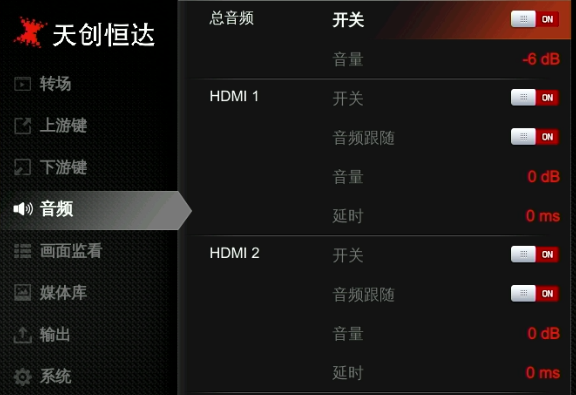 天创恒达
转场
上游键
下游键
音频
画面监看
媒体库
输出
系统
总音频
开关 ON
音量 -6 dB
HDMI 1
开关 ON
音频跟随 ON
音量 0 dB
延时 0 ms
HDMI 2
开关 ON
音频跟随 ON
音量 0 dB
延时 0 ms